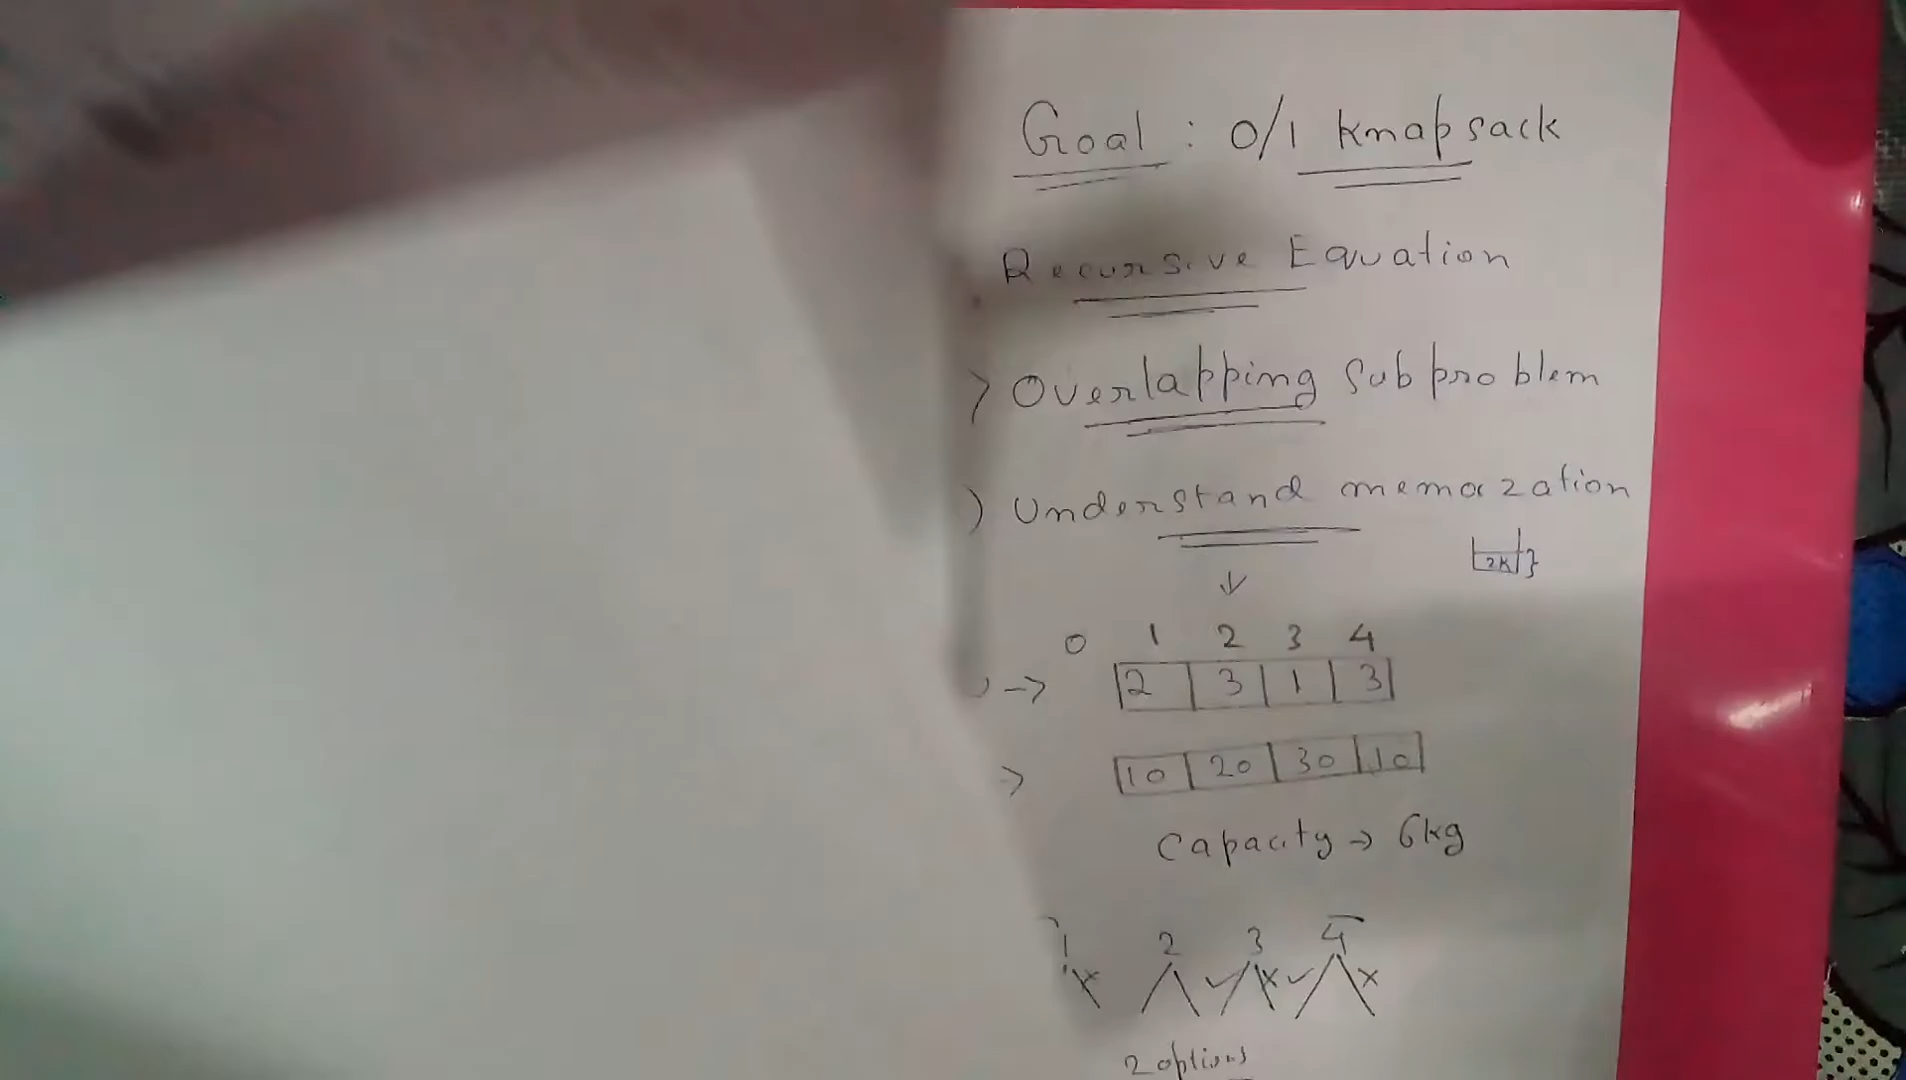 Goal : 0/1 Knapsack
Recursive Equation
) Overlapping Subproblem
) Understand memorzation
↓
0 1 2 3 4
-> 2 3 1 3
-> 10 20 30 10
Capacity -> 6kg
1 2 3 4
2 options